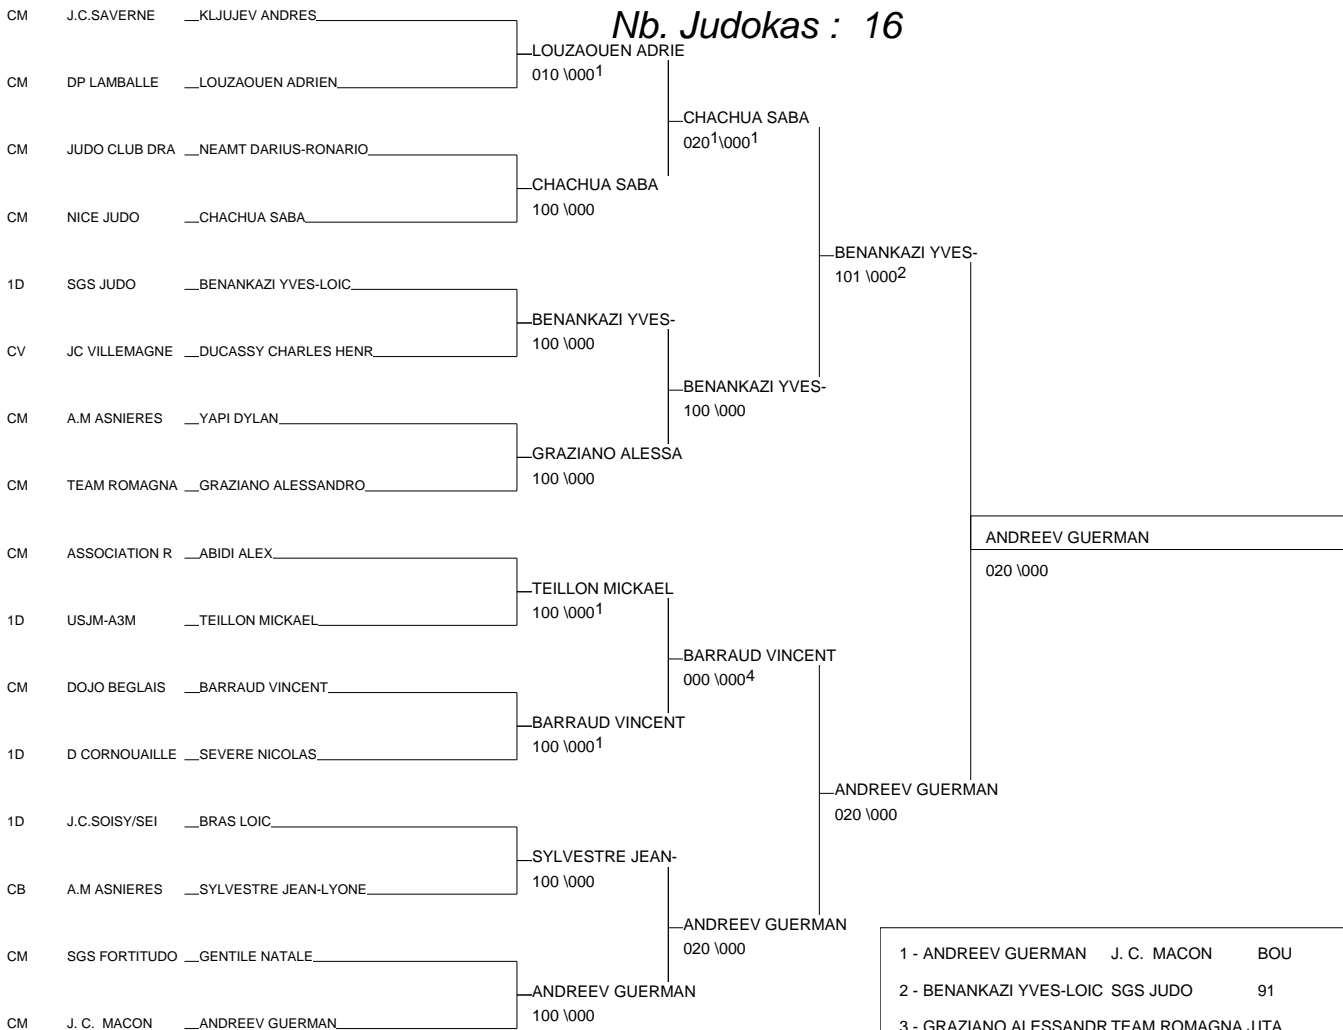 Nb. Judokas : 16
CM J.C.SAVERNE KLJUJEV ANDRES
LOUZAOUEN ADRIE
010 \000 1
CM DP LAMBALLE LOUZAOUEN ADRIEN
CHACHUA SABA
020 1\000 1
CM JUDO CLUB DRA NEAMT DARIUS-RONARIO
CHACHUA SABA
100 \000
CM NICE JUDO CHACHUA SABA
BENANKAZI YVES-
101 \000 2
1D SGS JUDO BENANKAZI YVES-LOIC
BENANKAZI YVES-
100 \000
CV JC VILLEMAGNE DUCASSY CHARLES HENR
BENANKAZI YVES-
100 \000
CM A.M ASNIERES YAPI DYLAN
GRAZIANO ALESSA
100 \000
CM TEAM ROMAGNA GRAZIANO ALESSANDRO
ANDREEV GUERMAN
020 \000
CM ASSOCIATION R ABIDI ALEX
TEILLON MICKAEL
100 \000 1
1D USJM-A3M TEILLON MICKAEL
BARRAUD VINCENT
000 \000 4
CM DOJO BEGLAIS BARRAUD VINCENT
BARRAUD VINCENT
100 \000 1
1D D CORNOUAILLE SEVERE NICOLAS
ANDREEV GUERMAN
020 \000
1D J.C.SOISY/SEI BRAS LOIC
SYLVESTRE JEAN-
100 \000
CB A.M ASNIERES SYLVESTRE JEAN-LYONE
ANDREEV GUERMAN
020 \000
CM SGS FORTITUDO GENTILE NATALE
ANDREEV GUERMAN
100 \000
CM J. C. MACON ANDREEV GUERMAN
1 - ANDREEV GUERMAN J. C. MACON BOU
2 - BENANKAZI YVES-LOIC SGS JUDO 91
3 - GRAZIANO ALESSANDR TEAM ROMAGNA JITA